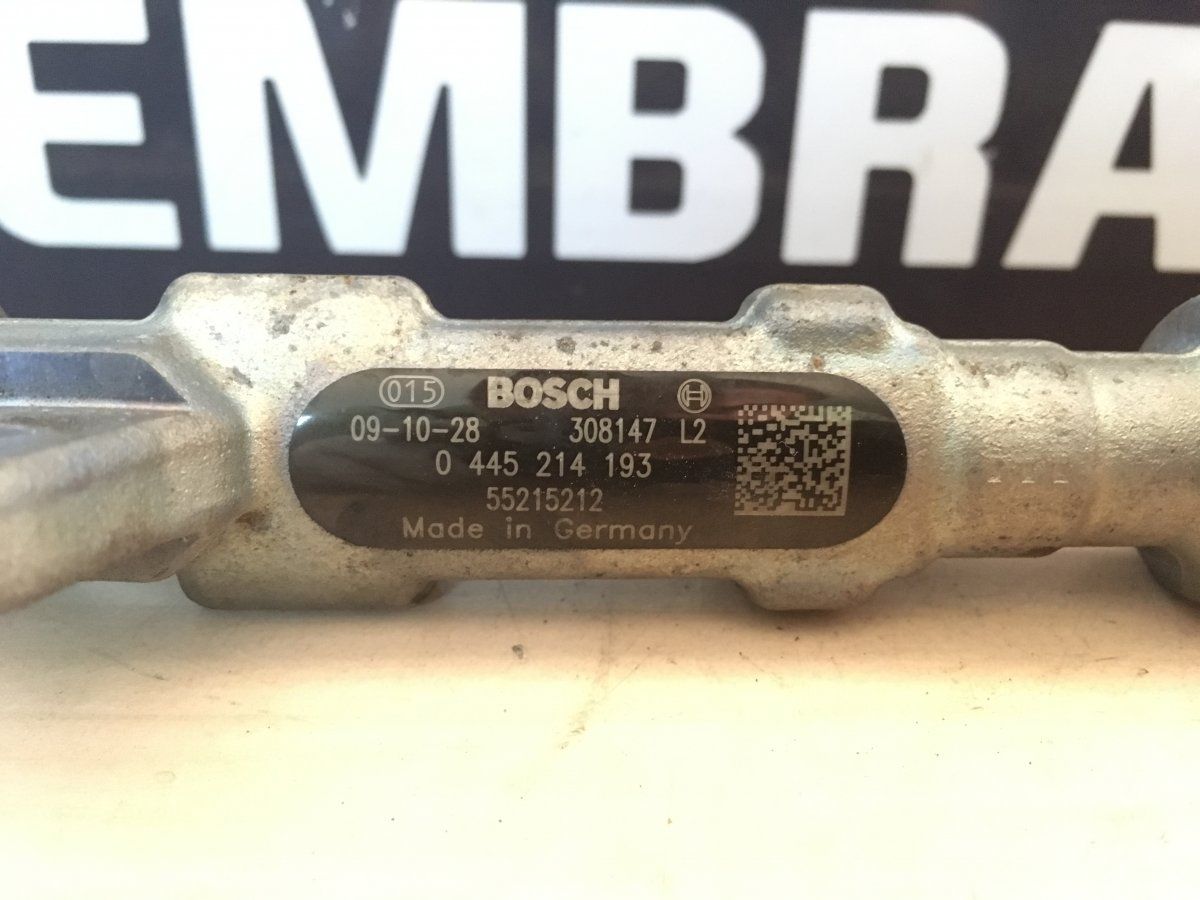 EMBRA
015 BOSCH
09-10-28 308147 L2
0 445 214 193
55215212
Made in Germany